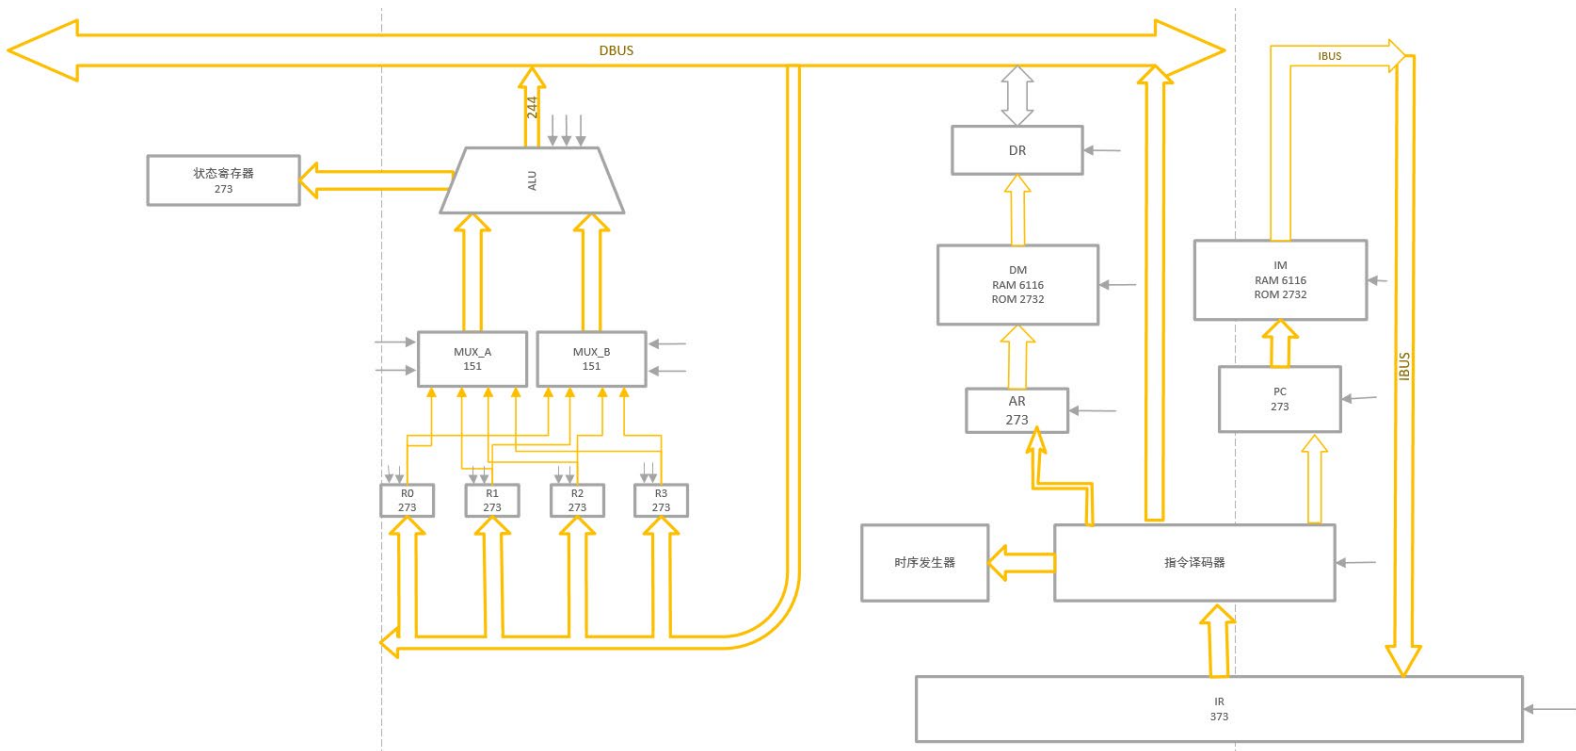 DBUS
IBUS
244
状态寄存器
273
ALU
DR
DM
RAM 6116
ROM 2732
IM
RAM 6116
ROM 2732
MUX_A
151
MUX_B
151
IBUS
AR
273
PC
273
R0
273
R1
273
R2
273
R3
273
时序发生器
指令译码器
IR
373